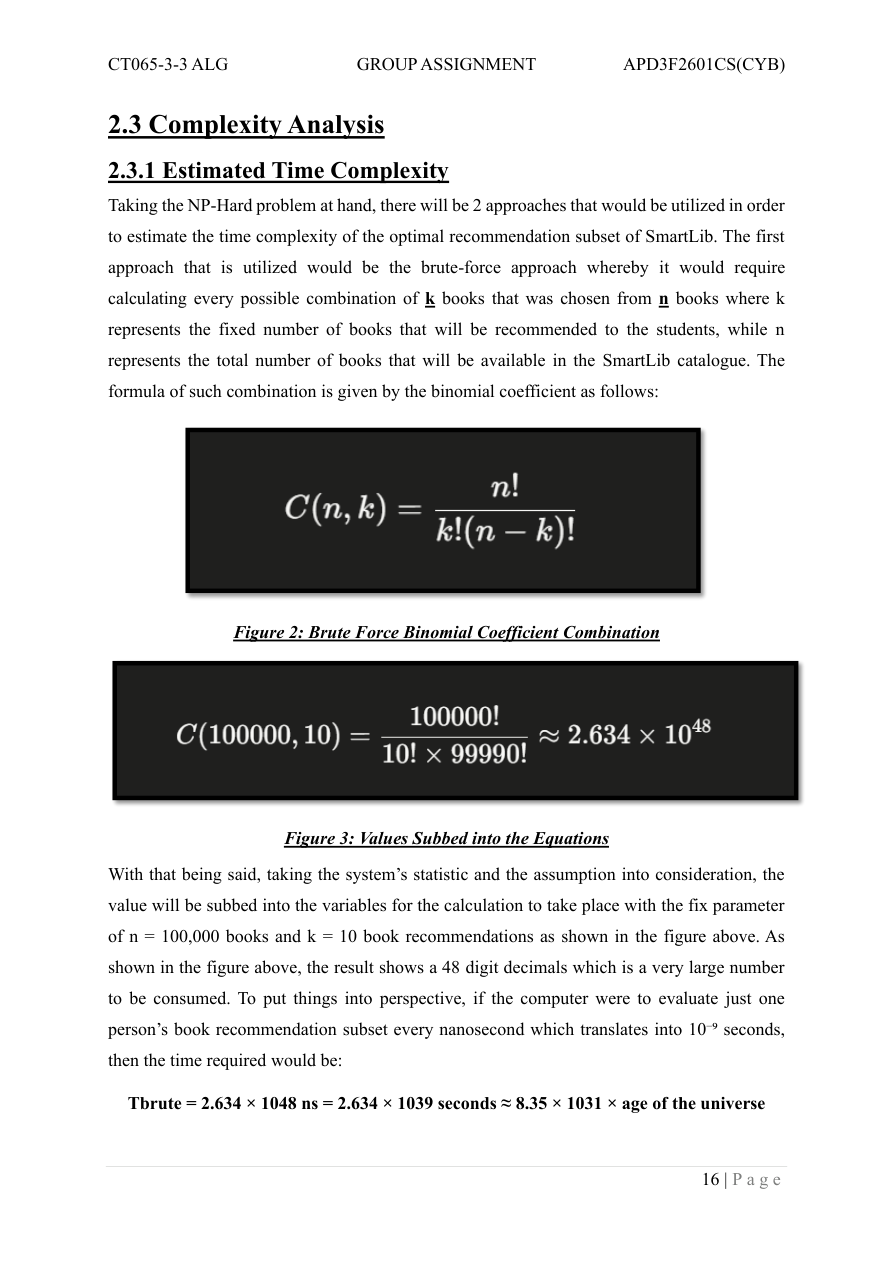 CT065-3-3 ALG GROUP ASSIGNMENT APD3F2601CS(CYB)
2.3 Complexity Analysis
2.3.1 Estimated Time Complexity
Taking the NP-Hard problem at hand, there will be 2 approaches that would be utilized in order
to estimate the time complexity of the optimal recommendation subset of SmartLib. The first
approach that is utilized would be the brute-force approach whereby it would require
calculating every possible combination of k books that was chosen from n books where k
represents the fixed number of books that will be recommended to the students, while n
represents the total number of books that will be available in the SmartLib catalogue. The
formula of such combination is given by the binomial coefficient as follows:
C(n, k) = n! / k!(n − k)!
Figure 2: Brute Force Binomial Coefficient Combination
C(100000, 10) = 100000! / 10! × 99990! ≈ 2.634 × 10⁴⁸
Figure 3: Values Subbed into the Equations
With that being said, taking the system’s statistic and the assumption into consideration, the
value will be subbed into the variables for the calculation to take place with the fix parameter
of n = 100,000 books and k = 10 book recommendations as shown in the figure above. As
shown in the figure above, the result shows a 48 digit decimals which is a very large number
to be consumed. To put things into perspective, if the computer were to evaluate just one
person’s book recommendation subset every nanosecond which translates into 10⁻⁹ seconds,
then the time required would be:
Tbrute = 2.634 × 1048 ns = 2.634 × 1039 seconds ≈ 8.35 × 1031 × age of the universe
16 | P a g e